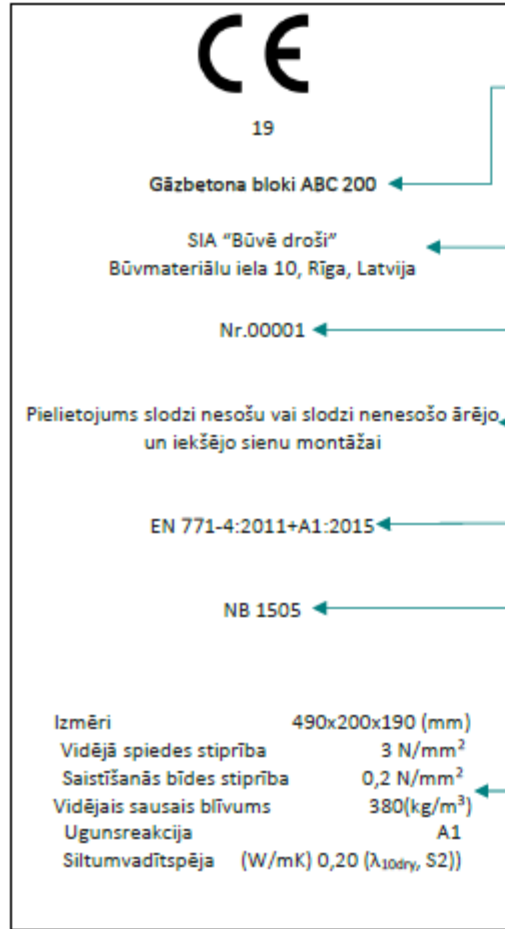 CE
19
Gāzbetona bloki ABC 200
SIA “Būvē droši”
Būvmateriālu iela 10, Rīga, Latvija
Nr.00001
Pielietojums slodzi nesošu vai slodzi nenesošo ārējo
un iekšējo sienu montāžai
EN 771-4:2011+A1:2015
NB 1505
Izmēri 490x200x190 (mm)
Vidējā spiedes stiprība 3 N/mm²
Saistīšanās bīdes stiprība 0,2 N/mm²
Vidējais sausais blīvums 380(kg/m³)
Ugunsreakcija A1
Siltumvadītspēja (W/mK) 0,20 (λ10dry, S2))